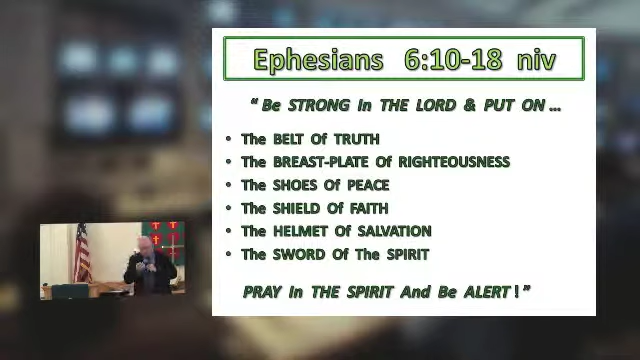 Ephesians 6:10-18 niv
“ Be STRONG In THE LORD & PUT ON ...
• The BELT Of TRUTH
• The BREAST-PLATE Of RIGHTEOUSNESS
• The SHOES Of PEACE
• The SHIELD Of FAITH
• The HELMET Of SALVATION
• The SWORD Of The SPIRIT
PRAY In THE SPIRIT And Be ALERT ! ”